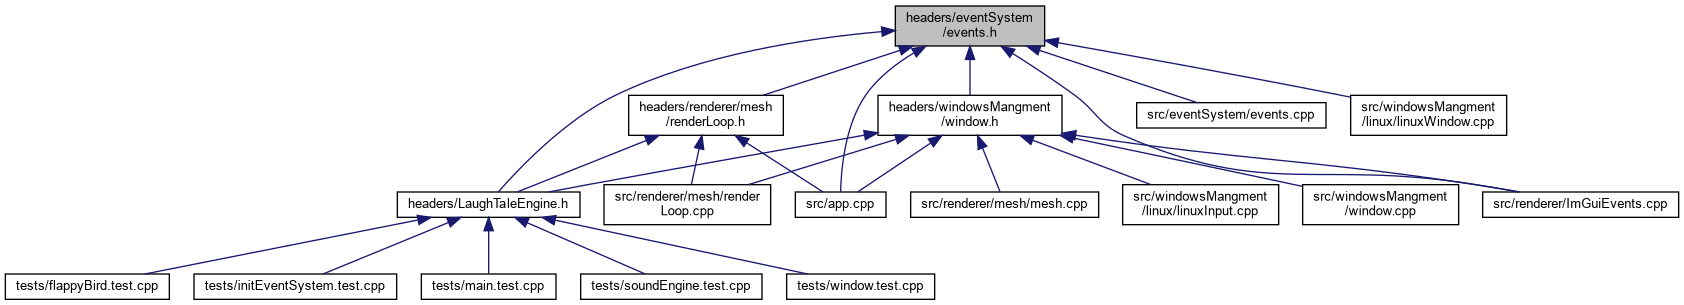 headers/eventSystem
/events.h
headers/renderer/mesh
/renderLoop.h
headers/windowsMangment
/window.h
src/eventSystem/events.cpp
src/windowsMangment
/linux/linuxWindow.cpp
headers/LaughTaleEngine.h
src/renderer/mesh/render
Loop.cpp
src/app.cpp
src/renderer/mesh/mesh.cpp
src/windowsMangment
/linux/linuxInput.cpp
src/windowsMangment
/window.cpp
src/renderer/ImGuiEvents.cpp
tests/flappyBird.test.cpp
tests/initEventSystem.test.cpp
tests/main.test.cpp
tests/soundEngine.test.cpp
tests/window.test.cpp